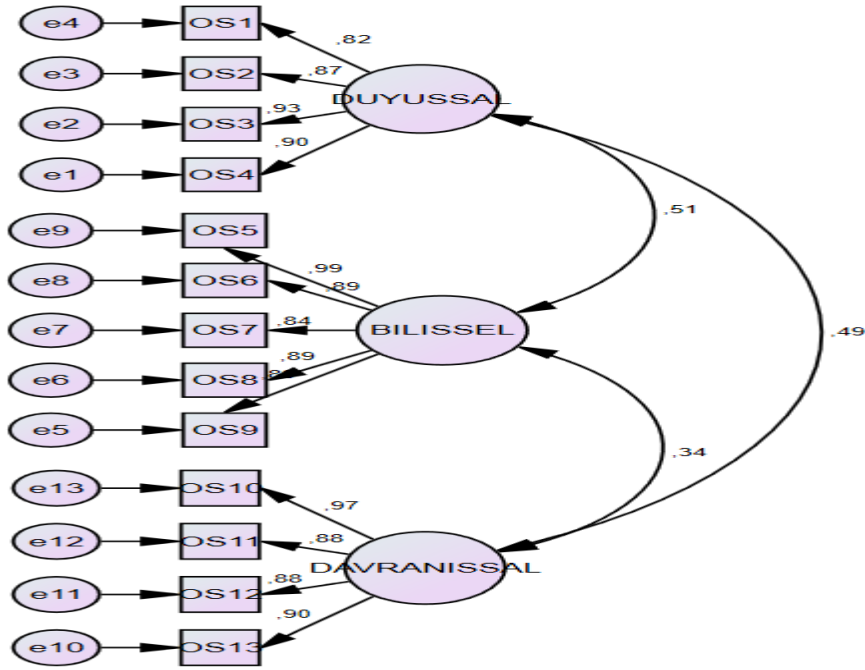 e4 OS1 ,82
e3 OS2 ,87 DUYUSSAL
e2 OS3 ,93
e1 OS4 ,90
,51
e9 OS5
,99
e8 OS6 ,89
e7 OS7 ,84 BILISSEL
,49
e6 OS8 ,89
e5 OS9
,34
e13 OS10 ,97
e12 OS11 ,88
DAVRANISSAL
e11 OS12 ,88
,90
e10 OS13